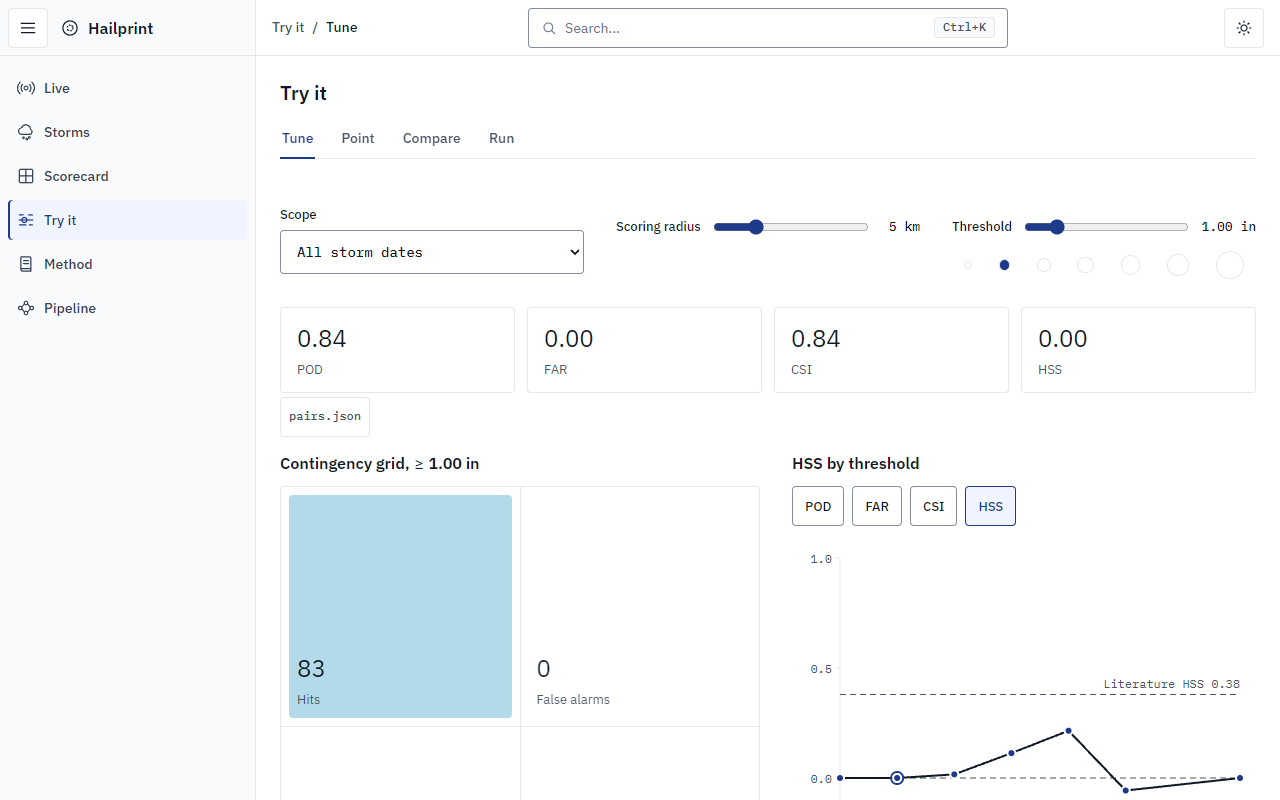 Hailprint
Try it / Tune
Search...
Ctrl+K
Live
Storms
Scorecard
Try it
Method
Pipeline
Try it
Tune
Point
Compare
Run
Scope
All storm dates
Scoring radius
5 km
Threshold
1.00 in
0.84
POD
0.00
FAR
0.84
CSI
0.00
HSS
pairs.json
Contingency grid, ≥ 1.00 in
83
Hits
0
False alarms
HSS by threshold
POD
FAR
CSI
HSS
1.0
0.5
Literature HSS 0.38
0.0